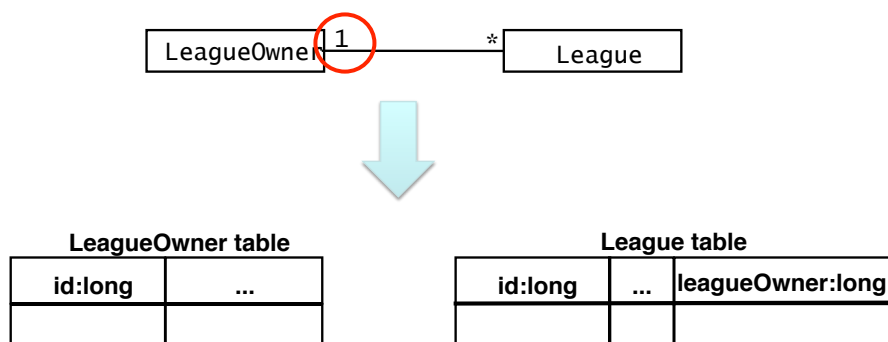 LeagueOwner 1 * League
LeagueOwner table League table
id:long ... id:long ... leagueOwner:long